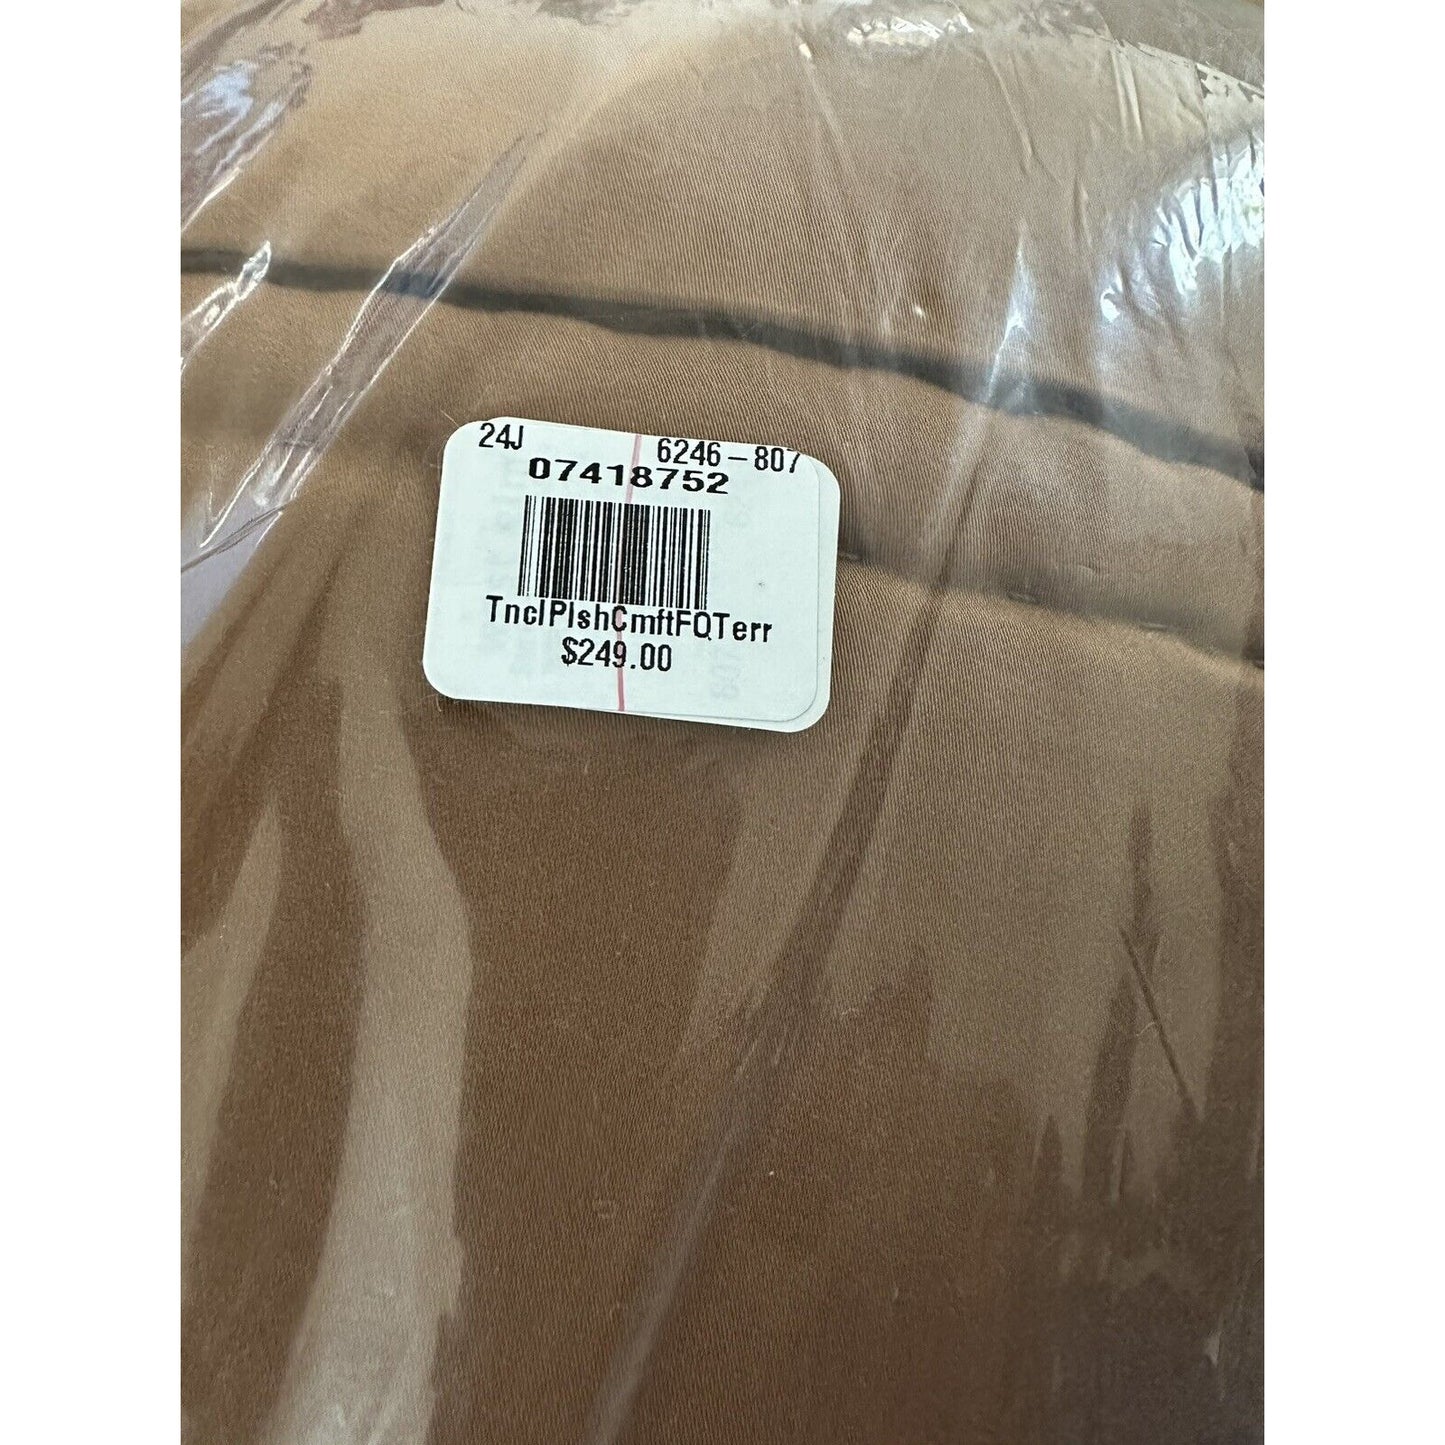 24J 6246-807
07418752
TnclPlshCmftFQTerr
$249.00